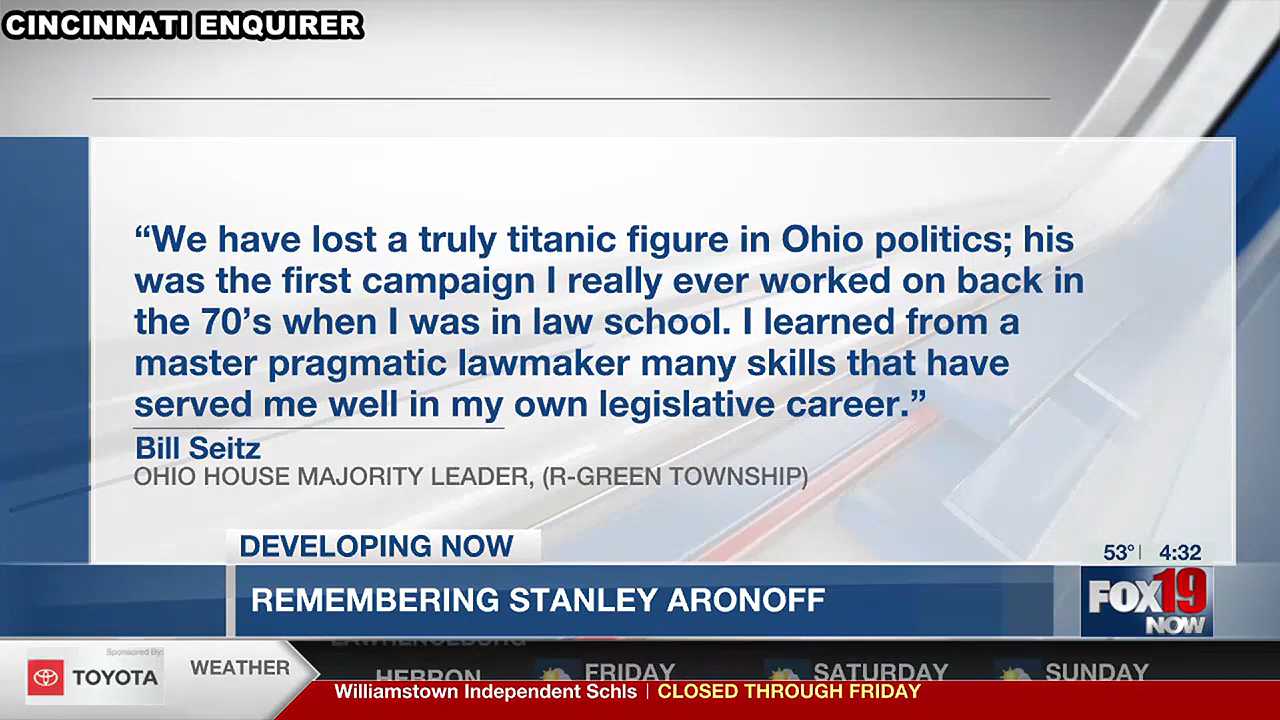 CINCINNATI ENQUIRER
“We have lost a truly titanic figure in Ohio politics; his
was the first campaign I really ever worked on back in
the 70’s when I was in law school. I learned from a
master pragmatic lawmaker many skills that have
served me well in my own legislative career.”
Bill Seitz
OHIO HOUSE MAJORITY LEADER, (R-GREEN TOWNSHIP)
DEVELOPING NOW
53° 4:32
REMEMBERING STANLEY ARONOFF
FOX19
NOW
LAWRENCEBURG
Sponsored By:
TOYOTA
WEATHER
HEBRON FRIDAY SATURDAY SUNDAY
Williamstown Independent Schls | CLOSED THROUGH FRIDAY